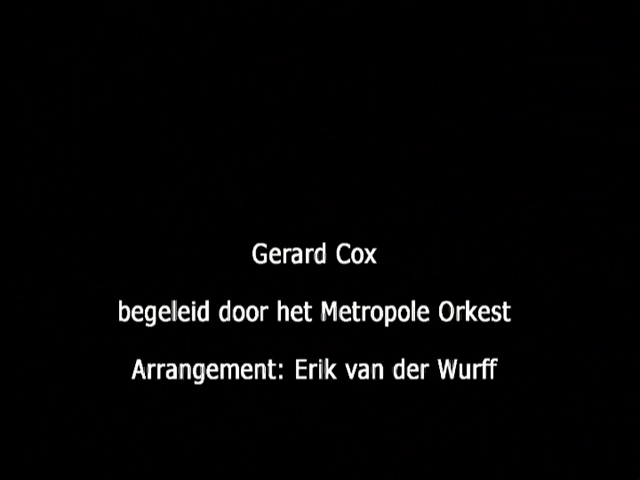 Gerard Cox
begeleid door het Metropole Orkest
Arrangement: Erik van der Wurff